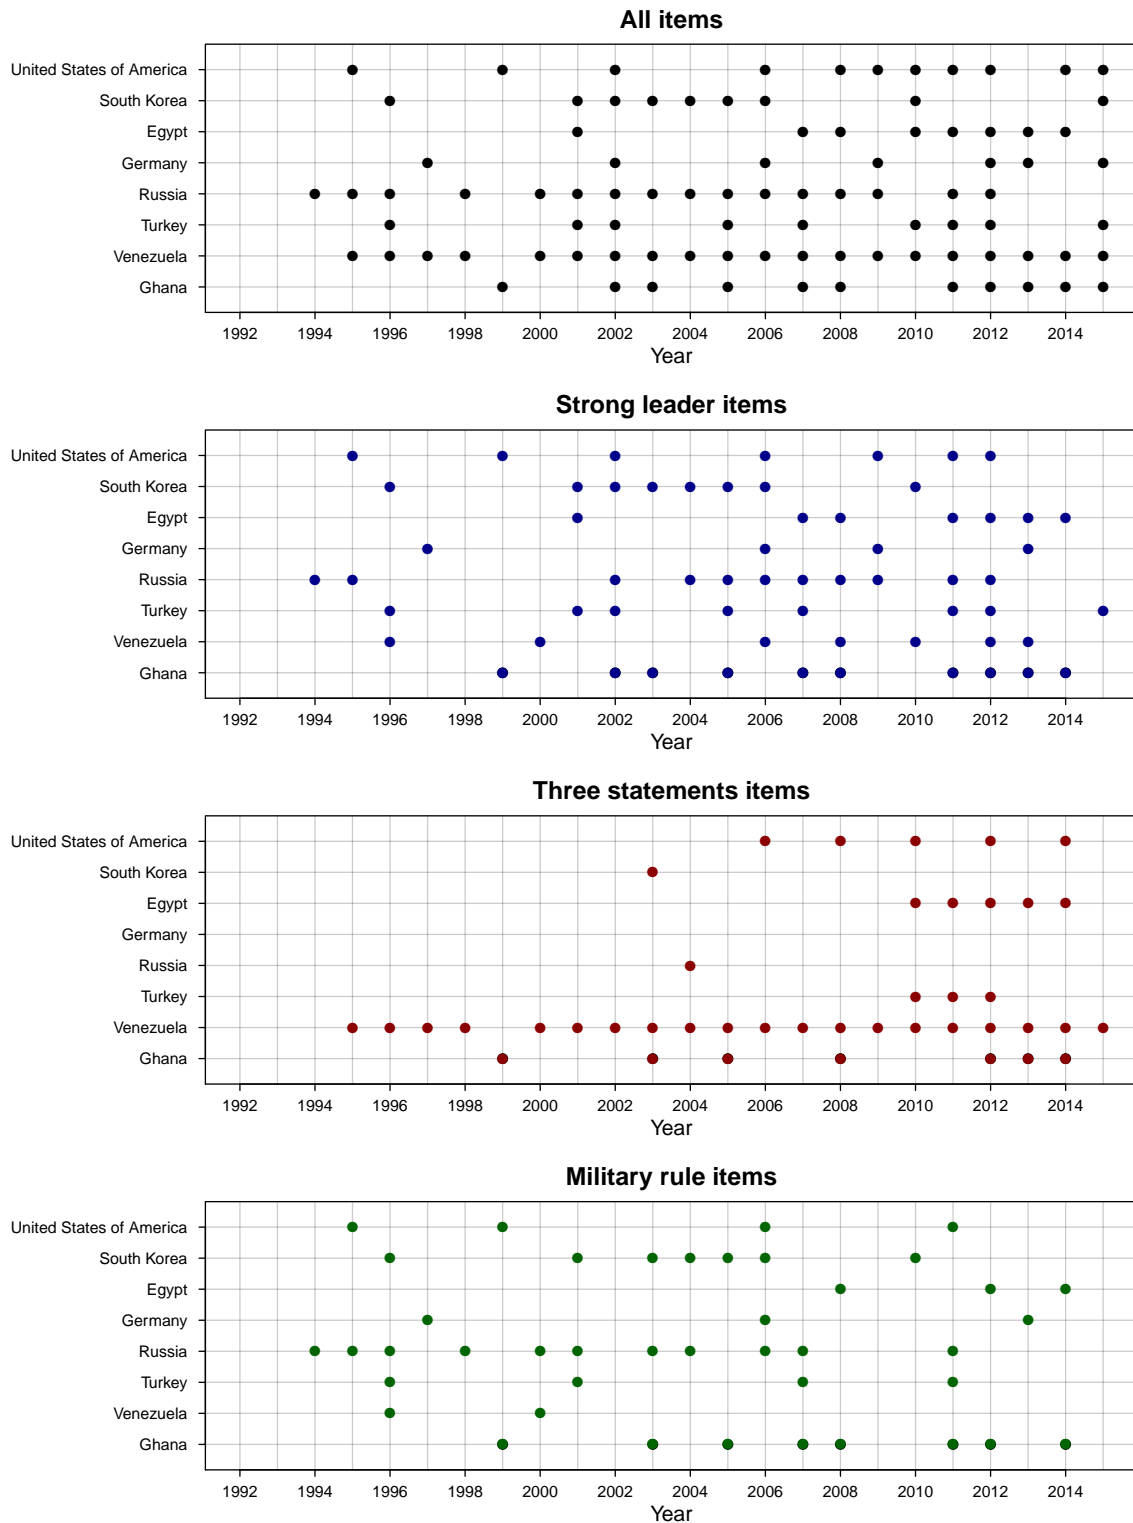 All items
United States of America
South Korea
Egypt
Germany
Russia
Turkey
Venezuela
Ghana
1992 1994 1996 1998 2000 2002 2004 2006 2008 2010 2012 2014
Year
Strong leader items
United States of America
South Korea
Egypt
Germany
Russia
Turkey
Venezuela
Ghana
1992 1994 1996 1998 2000 2002 2004 2006 2008 2010 2012 2014
Year
Three statements items
United States of America
South Korea
Egypt
Germany
Russia
Turkey
Venezuela
Ghana
1992 1994 1996 1998 2000 2002 2004 2006 2008 2010 2012 2014
Year
Military rule items
United States of America
South Korea
Egypt
Germany
Russia
Turkey
Venezuela
Ghana
1992 1994 1996 1998 2000 2002 2004 2006 2008 2010 2012 2014
Year